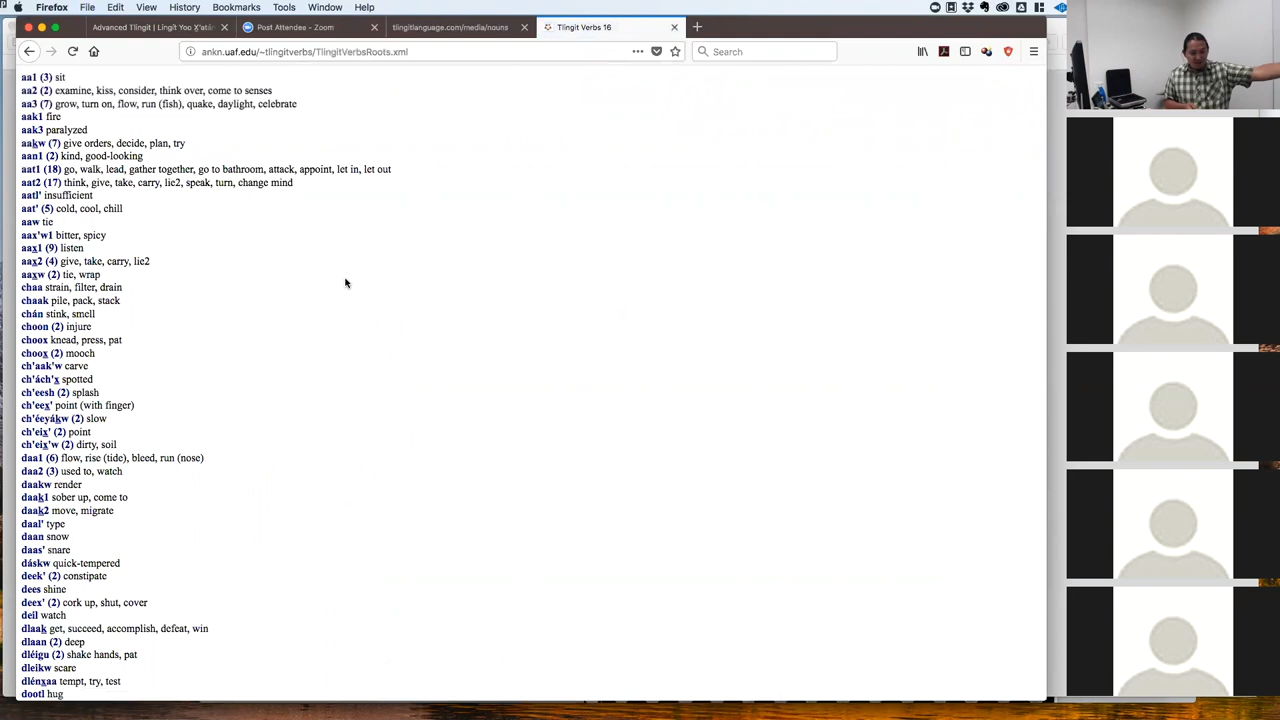 Firefox File Edit View History Bookmarks Tools Window Help
Advanced Tlingit | Lingít Yoo X̱ʼatán
Post Attendee - Zoom
tlingitlanguage.com/media/nouns
Tlingit Verbs 16
ankn.uaf.edu/~tlingitverbs/TlingitVerbsRoots.xml
Search
aa1 (3) sit
aa2 (2) examine, kiss, consider, think over, come to senses
aa3 (7) grow, turn on, flow, run (fish), quake, daylight, celebrate
aak1 fire
aak3 paralyzed
aaḵw (7) give orders, decide, plan, try
aan1 (2) kind, good-looking
aat1 (18) go, walk, lead, gather together, go to bathroom, attack, appoint, let in, let out
aat2 (17) think, give, take, carry, lie2, speak, turn, change mind
aatl' insufficient
aat' (5) cold, cool, chill
aaw tie
aax'w1 bitter, spicy
aax̱1 (9) listen
aax̱2 (4) give, take, carry, lie2
aax̱w (2) tie, wrap
chaa strain, filter, drain
chaak pile, pack, stack
chán stink, smell
choon (2) injure
choox knead, press, pat
choox̱ (2) mooch
ch'aak'w carve
ch'ách'x̱ spotted
ch'eesh (2) splash
ch'eex̱' point (with finger)
ch'éeyáḵw (2) slow
ch'eix̱' (2) point
ch'eix̱'w (2) dirty, soil
daa1 (6) flow, rise (tide), bleed, run (nose)
daa2 (3) used to, watch
daakw render
daaḵ1 sober up, come to
daaḵ2 move, migrate
daal' type
daan snow
daas' snare
dáskw quick-tempered
deek' (2) constipate
dees shine
deex' (2) cork up, shut, cover
deil watch
dlaaḵ get, succeed, accomplish, defeat, win
dlaan (2) deep
dléigu (2) shake hands, pat
dleikw scare
dlénx̱aa tempt, try, test
dootl hug